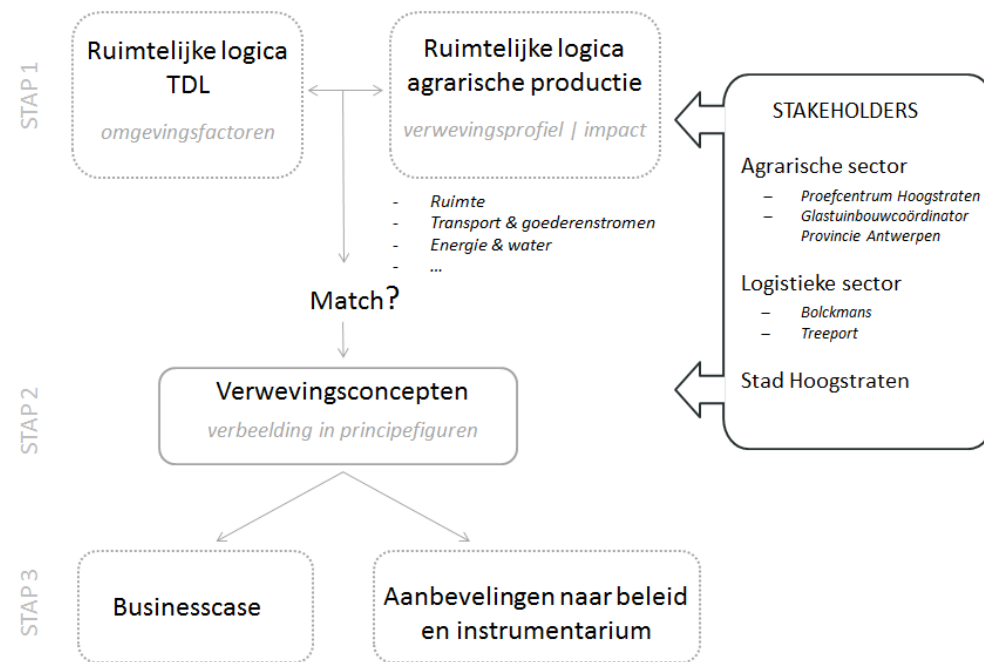 STAP 1
Ruimtelijke logica
TDL
omgevingsfactoren
Ruimtelijke logica
agrarische productie
verwevingsprofiel | impact
- Ruimte
- Transport & goederenstromen
- Energie & water
- ...
Match?
STAKEHOLDERS
Agrarische sector
– Proefcentrum Hoogstraten
– Glastuinbouwcoördinator
Provincie Antwerpen
Logistieke sector
– Bolckmans
– Treeport
Stad Hoogstraten
STAP 2
Verwevingsconcepten
verbeelding in principefiguren
STAP 3
Businesscase
Aanbevelingen naar beleid
en instrumentarium